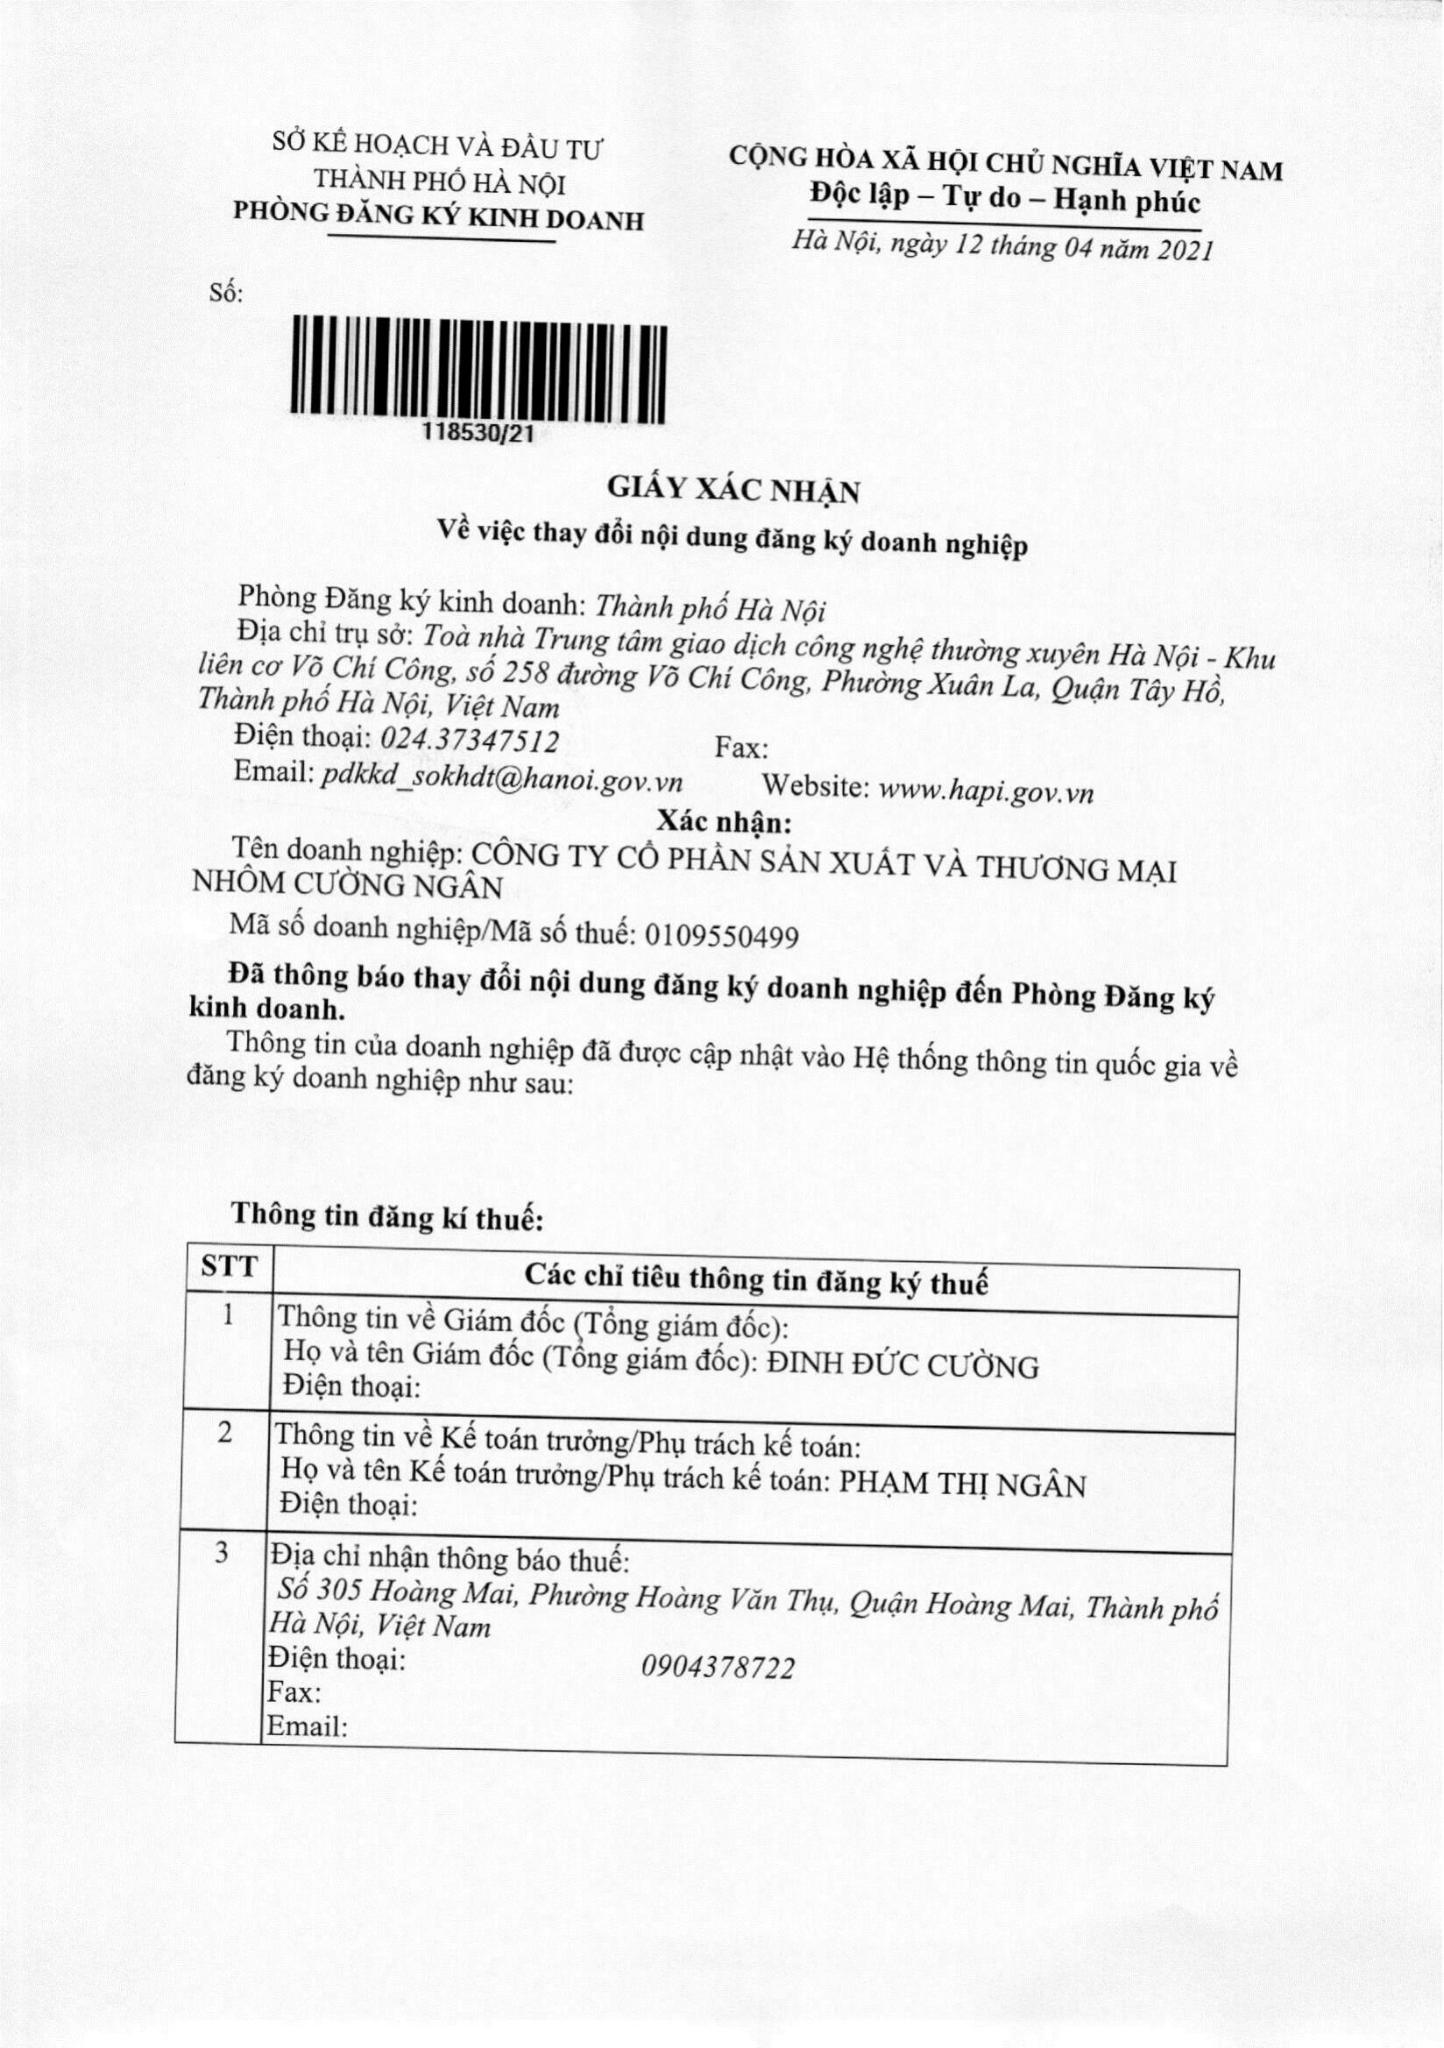 SỞ KẾ HOẠCH VÀ ĐẦU TƯ
THÀNH PHỐ HÀ NỘI
PHÒNG ĐĂNG KÝ KINH DOANH
CỘNG HÒA XÃ HỘI CHỦ NGHĨA VIỆT NAM
Độc lập – Tự do – Hạnh phúc
Hà Nội, ngày 12 tháng 04 năm 2021
Số:
118530/21
GIẤY XÁC NHẬN
Về việc thay đổi nội dung đăng ký doanh nghiệp
Phòng Đăng ký kinh doanh: Thành phố Hà Nội
Địa chỉ trụ sở: Toà nhà Trung tâm giao dịch công nghệ thường xuyên Hà Nội - Khu
liên cơ Võ Chí Công, số 258 đường Võ Chí Công, Phường Xuân La, Quận Tây Hồ,
Thành phố Hà Nội, Việt Nam
Điện thoại: 024.37347512 Fax:
Email: pdkkd_sokhdt@hanoi.gov.vn Website: www.hapi.gov.vn
Xác nhận:
Tên doanh nghiệp: CÔNG TY CỔ PHẦN SẢN XUẤT VÀ THƯƠNG MẠI
NHÔM CƯỜNG NGÂN
Mã số doanh nghiệp/Mã số thuế: 0109550499
Đã thông báo thay đổi nội dung đăng ký doanh nghiệp đến Phòng Đăng ký
kinh doanh.
Thông tin của doanh nghiệp đã được cập nhật vào Hệ thống thông tin quốc gia về
đăng ký doanh nghiệp như sau:
Thông tin đăng kí thuế:
STT Các chỉ tiêu thông tin đăng ký thuế
1 Thông tin về Giám đốc (Tổng giám đốc):
Họ và tên Giám đốc (Tổng giám đốc): ĐINH ĐỨC CƯỜNG
Điện thoại:
2 Thông tin về Kế toán trưởng/Phụ trách kế toán:
Họ và tên Kế toán trưởng/Phụ trách kế toán: PHẠM THỊ NGÂN
Điện thoại:
3 Địa chỉ nhận thông báo thuế:
Số 305 Hoàng Mai, Phường Hoàng Văn Thụ, Quận Hoàng Mai, Thành phố
Hà Nội, Việt Nam
Điện thoại: 0904378722
Fax:
Email: